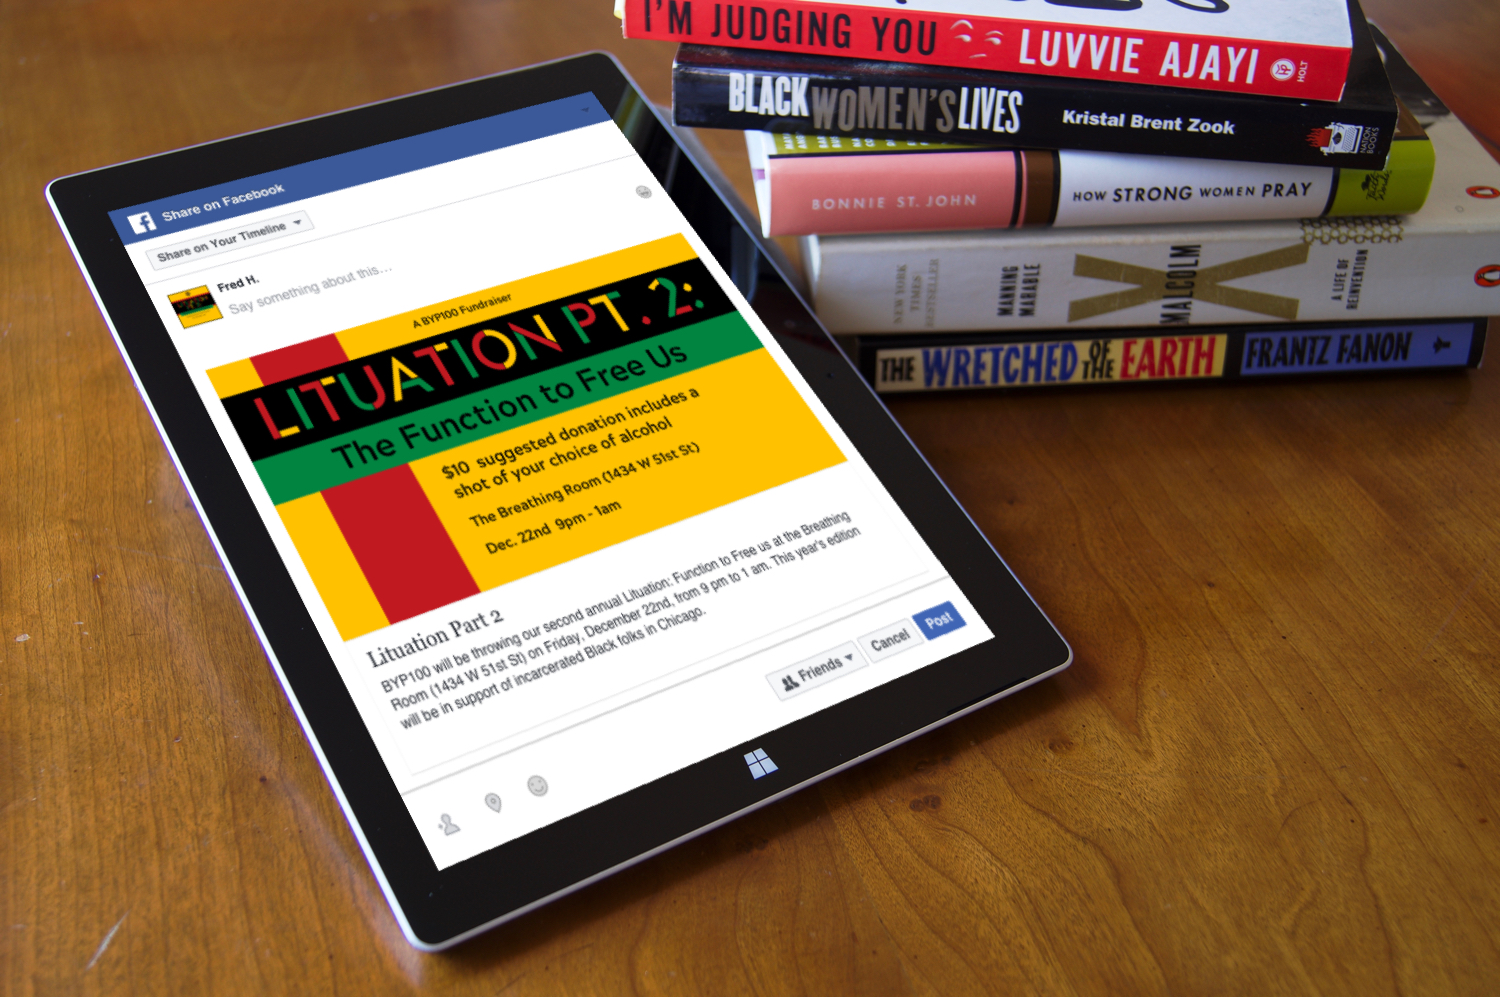 Share on Facebook
Share on Your Timeline
Fred H.
Say something about this...
A BYP100 Fundraiser
LITUATION PT. 2:
The Function to Free Us
$10 suggested donation includes a
shot of your choice of alcohol
The Breathing Room (1434 W 51st St)
Dec. 22nd 9pm - 1am
Lituation Part 2
BYP100 will be throwing our second annual Lituation: Function to Free us at the Breathing
Room (1434 W 51st St) on Friday, December 22nd, from 9 pm to 1 am. This year's edition
will be in support of incarcerated Black folks in Chicago.
Friends
Cancel
Post
I'M JUDGING YOU LUVVIE AJAYI HOLT
BLACK WOMEN'S LIVES Kristal Brent Zook NATION BOOKS
BONNIE ST. JOHN HOW STRONG WOMEN PRAY
NEW YORK TIMES BESTSELLER MANNING MARABLE MALCOLM X A LIFE OF REINVENTION
THE WRETCHED OF THE EARTH FRANTZ FANON